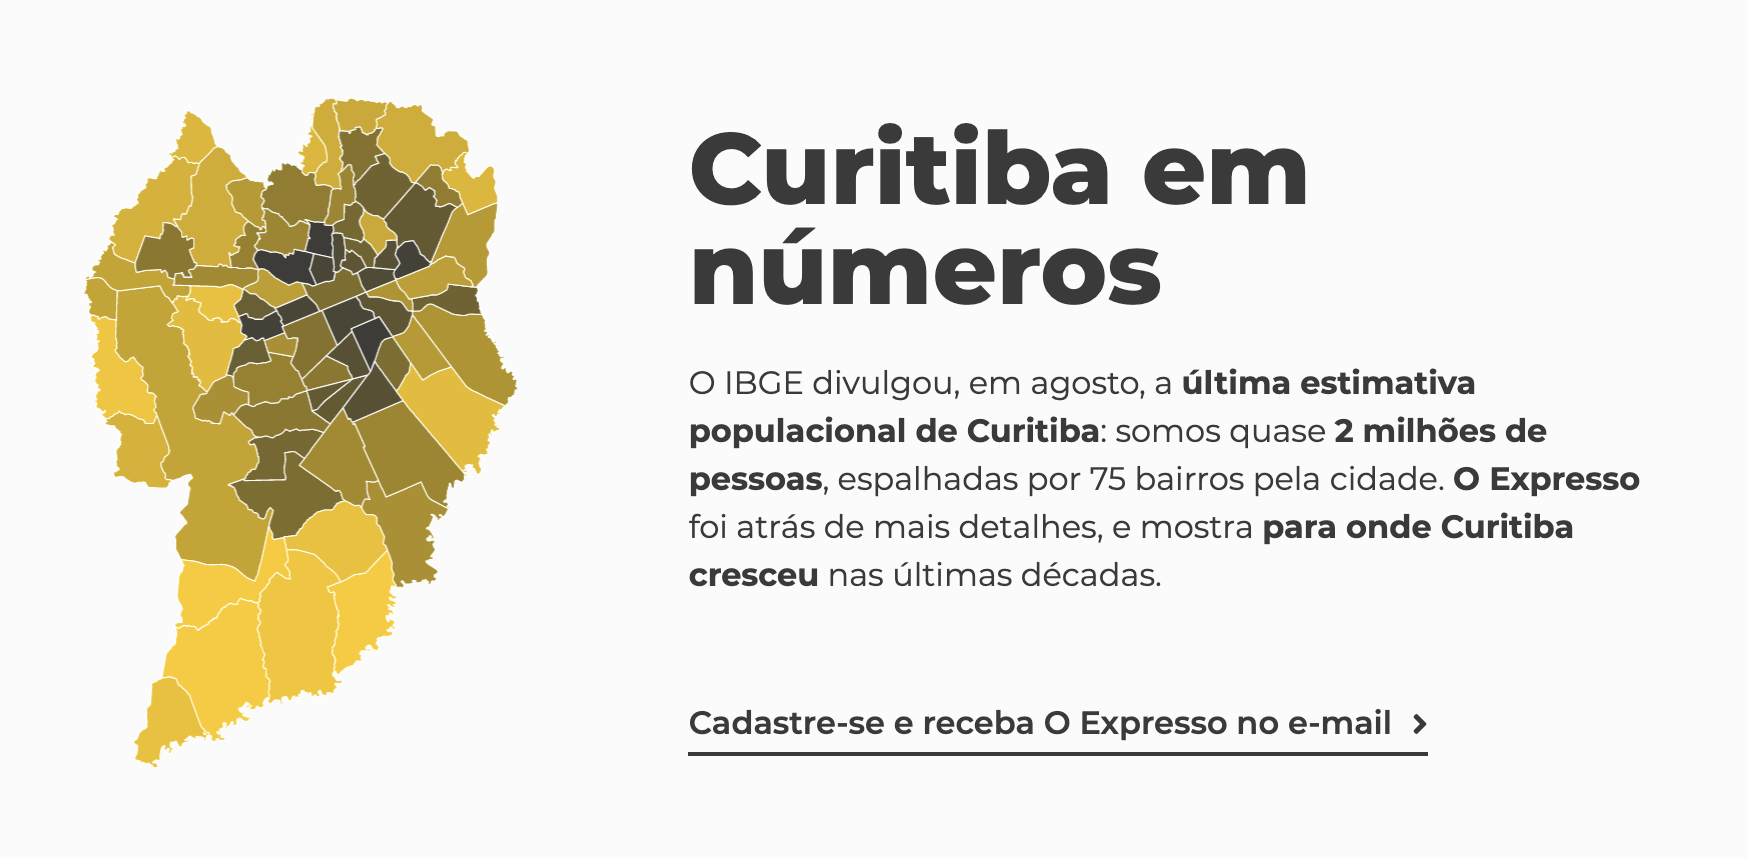 Curitiba em
números
O IBGE divulgou, em agosto, a última estimativa
populacional de Curitiba: somos quase 2 milhões de
pessoas, espalhadas por 75 bairros pela cidade. O Expresso
foi atrás de mais detalhes, e mostra para onde Curitiba
cresceu nas últimas décadas.
Cadastre-se e receba O Expresso no e-mail